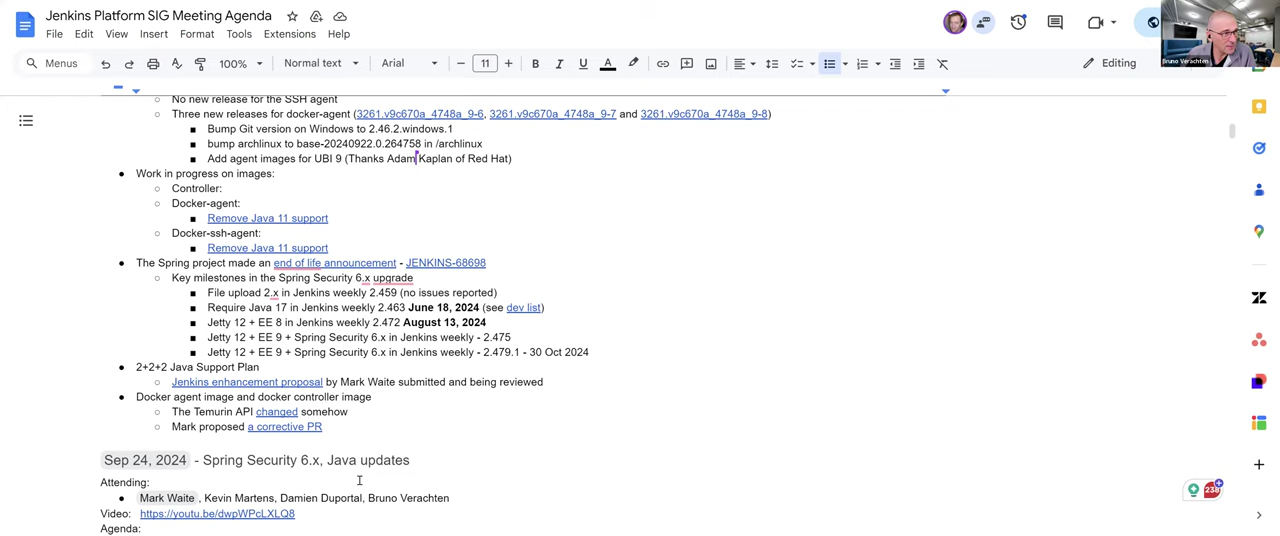 Jenkins Platform SIG Meeting Agenda
File Edit View Insert Format Tools Extensions Help
Menus 100% Normal text Arial 11 B I U A Editing
Bruno Verachten
No new release for the SSH agent
Three new releases for docker-agent (3261.v9c670a_4748a_9-6, 3261.v9c670a_4748a_9-7 and 3261.v9c670a_4748a_9-8)
Bump Git version on Windows to 2.46.2.windows.1
bump archlinux to base-20240922.0.264758 in /archlinux
Add agent images for UBI 9 (Thanks Adam Kaplan of Red Hat)
Work in progress on images:
Controller:
Docker-agent:
Remove Java 11 support
Docker-ssh-agent:
Remove Java 11 support
The Spring project made an end of life announcement - JENKINS-68698
Key milestones in the Spring Security 6.x upgrade
File upload 2.x in Jenkins weekly 2.459 (no issues reported)
Require Java 17 in Jenkins weekly 2.463 June 18, 2024 (see dev list)
Jetty 12 + EE 8 in Jenkins weekly 2.472 August 13, 2024
Jetty 12 + EE 9 + Spring Security 6.x in Jenkins weekly - 2.475
Jetty 12 + EE 9 + Spring Security 6.x in Jenkins weekly - 2.479.1 - 30 Oct 2024
2+2+2 Java Support Plan
Jenkins enhancement proposal by Mark Waite submitted and being reviewed
Docker agent image and docker controller image
The Temurin API changed somehow
Mark proposed a corrective PR
Sep 24, 2024 - Spring Security 6.x, Java updates
Attending:
Mark Waite , Kevin Martens, Damien Duportal, Bruno Verachten
Video: https://youtu.be/dwpWPcLXLQ8
238
Agenda: